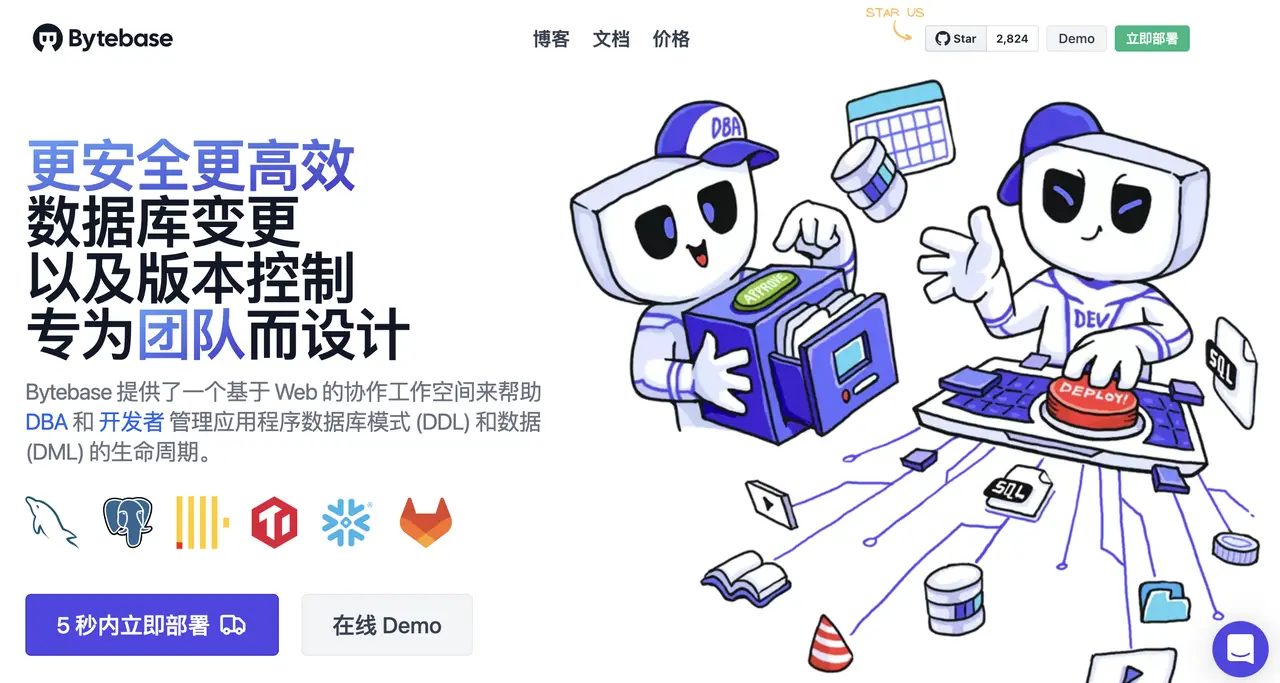 Bytebase
博客 文档 价格
STAR US
Star 2,824
Demo
立即部署
更安全更高效
数据库变更
以及版本控制
专为团队而设计
Bytebase 提供了一个基于 Web 的协作工作空间来帮助
DBA 和 开发者 管理应用程序数据库模式 (DDL) 和数据
(DML) 的生命周期。
5 秒内立即部署
在线 Demo
DBA
APPROVE
DEV
DEPLOY!
SQL
SQL